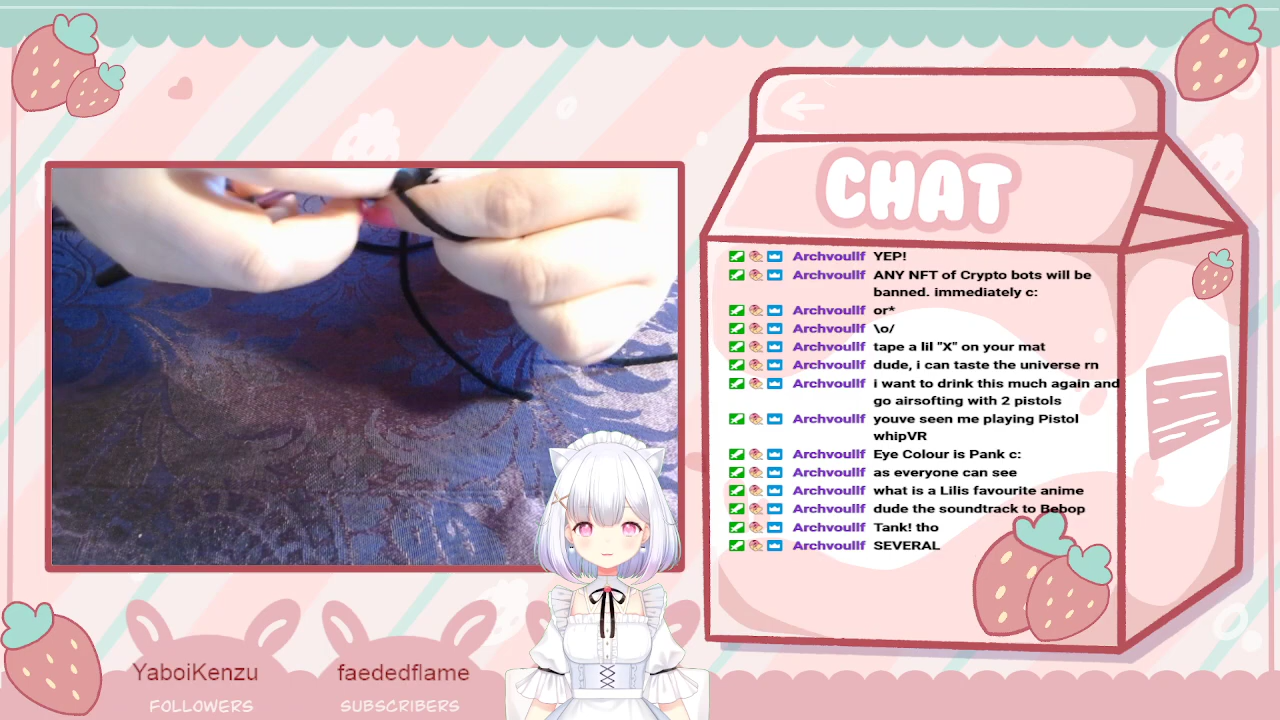 CHAT
Archvoullf YEP!
Archvoullf ANY NFT of Crypto bots will be
banned. immediately c:
Archvoullf or*
Archvoullf \o/
Archvoullf tape a lil "X" on your mat
Archvoullf dude, i can taste the universe rn
Archvoullf i want to drink this much again and
go airsofting with 2 pistols
Archvoullf youve seen me playing Pistol
whipVR
Archvoullf Eye Colour is Pank c:
Archvoullf as everyone can see
Archvoullf what is a Lilis favourite anime
Archvoullf dude the soundtrack to Bebop
Archvoullf Tank! tho
Archvoullf SEVERAL
YaboiKenzu faededflame
FOLLOWERS SUBSCRIBERS